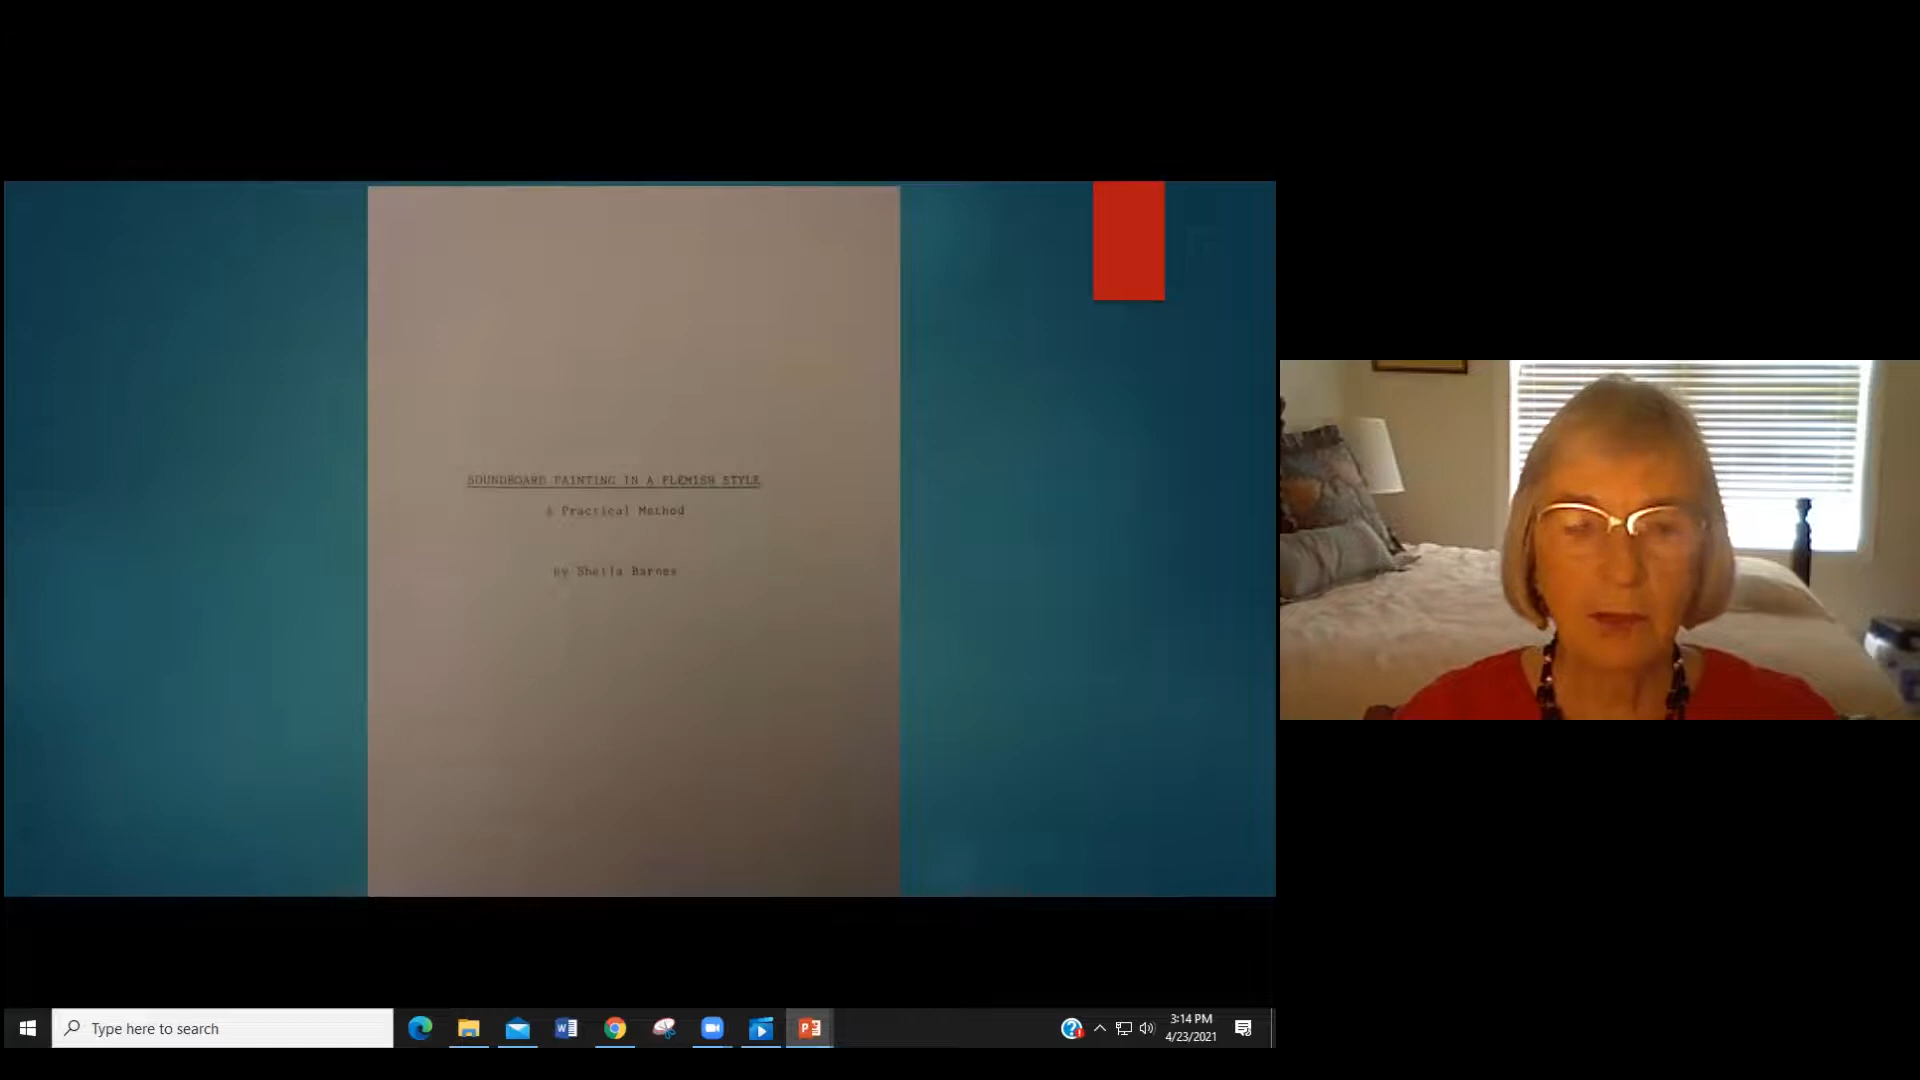 SOUNDBOARD PAINTING IN A FLEMISH STYLE
A Practical Method
by Sheila Barnes
Type here to search
3:14 PM
4/23/2021